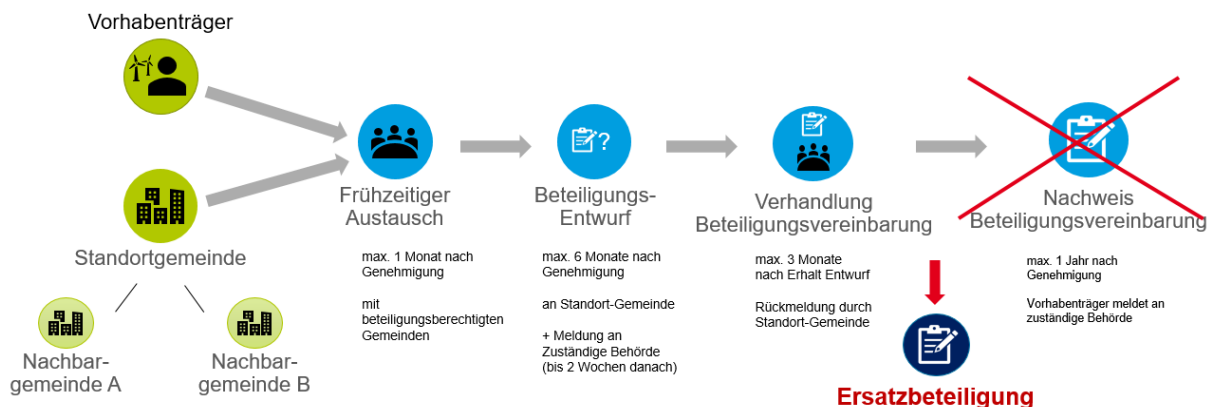 Vorhabenträger
Standortgemeinde
Nachbar-
gemeinde A
Nachbar-
gemeinde B
Frühzeitiger
Austausch
max. 1 Monat nach
Genehmigung
mit
beteiligungsberechtigten
Gemeinden
?
Beteiligungs-
Entwurf
max. 6 Monate nach
Genehmigung
an Standort-Gemeinde
+ Meldung an
Zuständige Behörde
(bis 2 Wochen danach)
Verhandlung
Beteiligungsvereinbarung
max. 3 Monate
nach Erhalt Entwurf
Rückmeldung durch
Standort-Gemeinde
Ersatzbeteiligung
Nachweis
Beteiligungsvereinbarung
max. 1 Jahr nach
Genehmigung
Vorhabenträger meldet an
zuständige Behörde